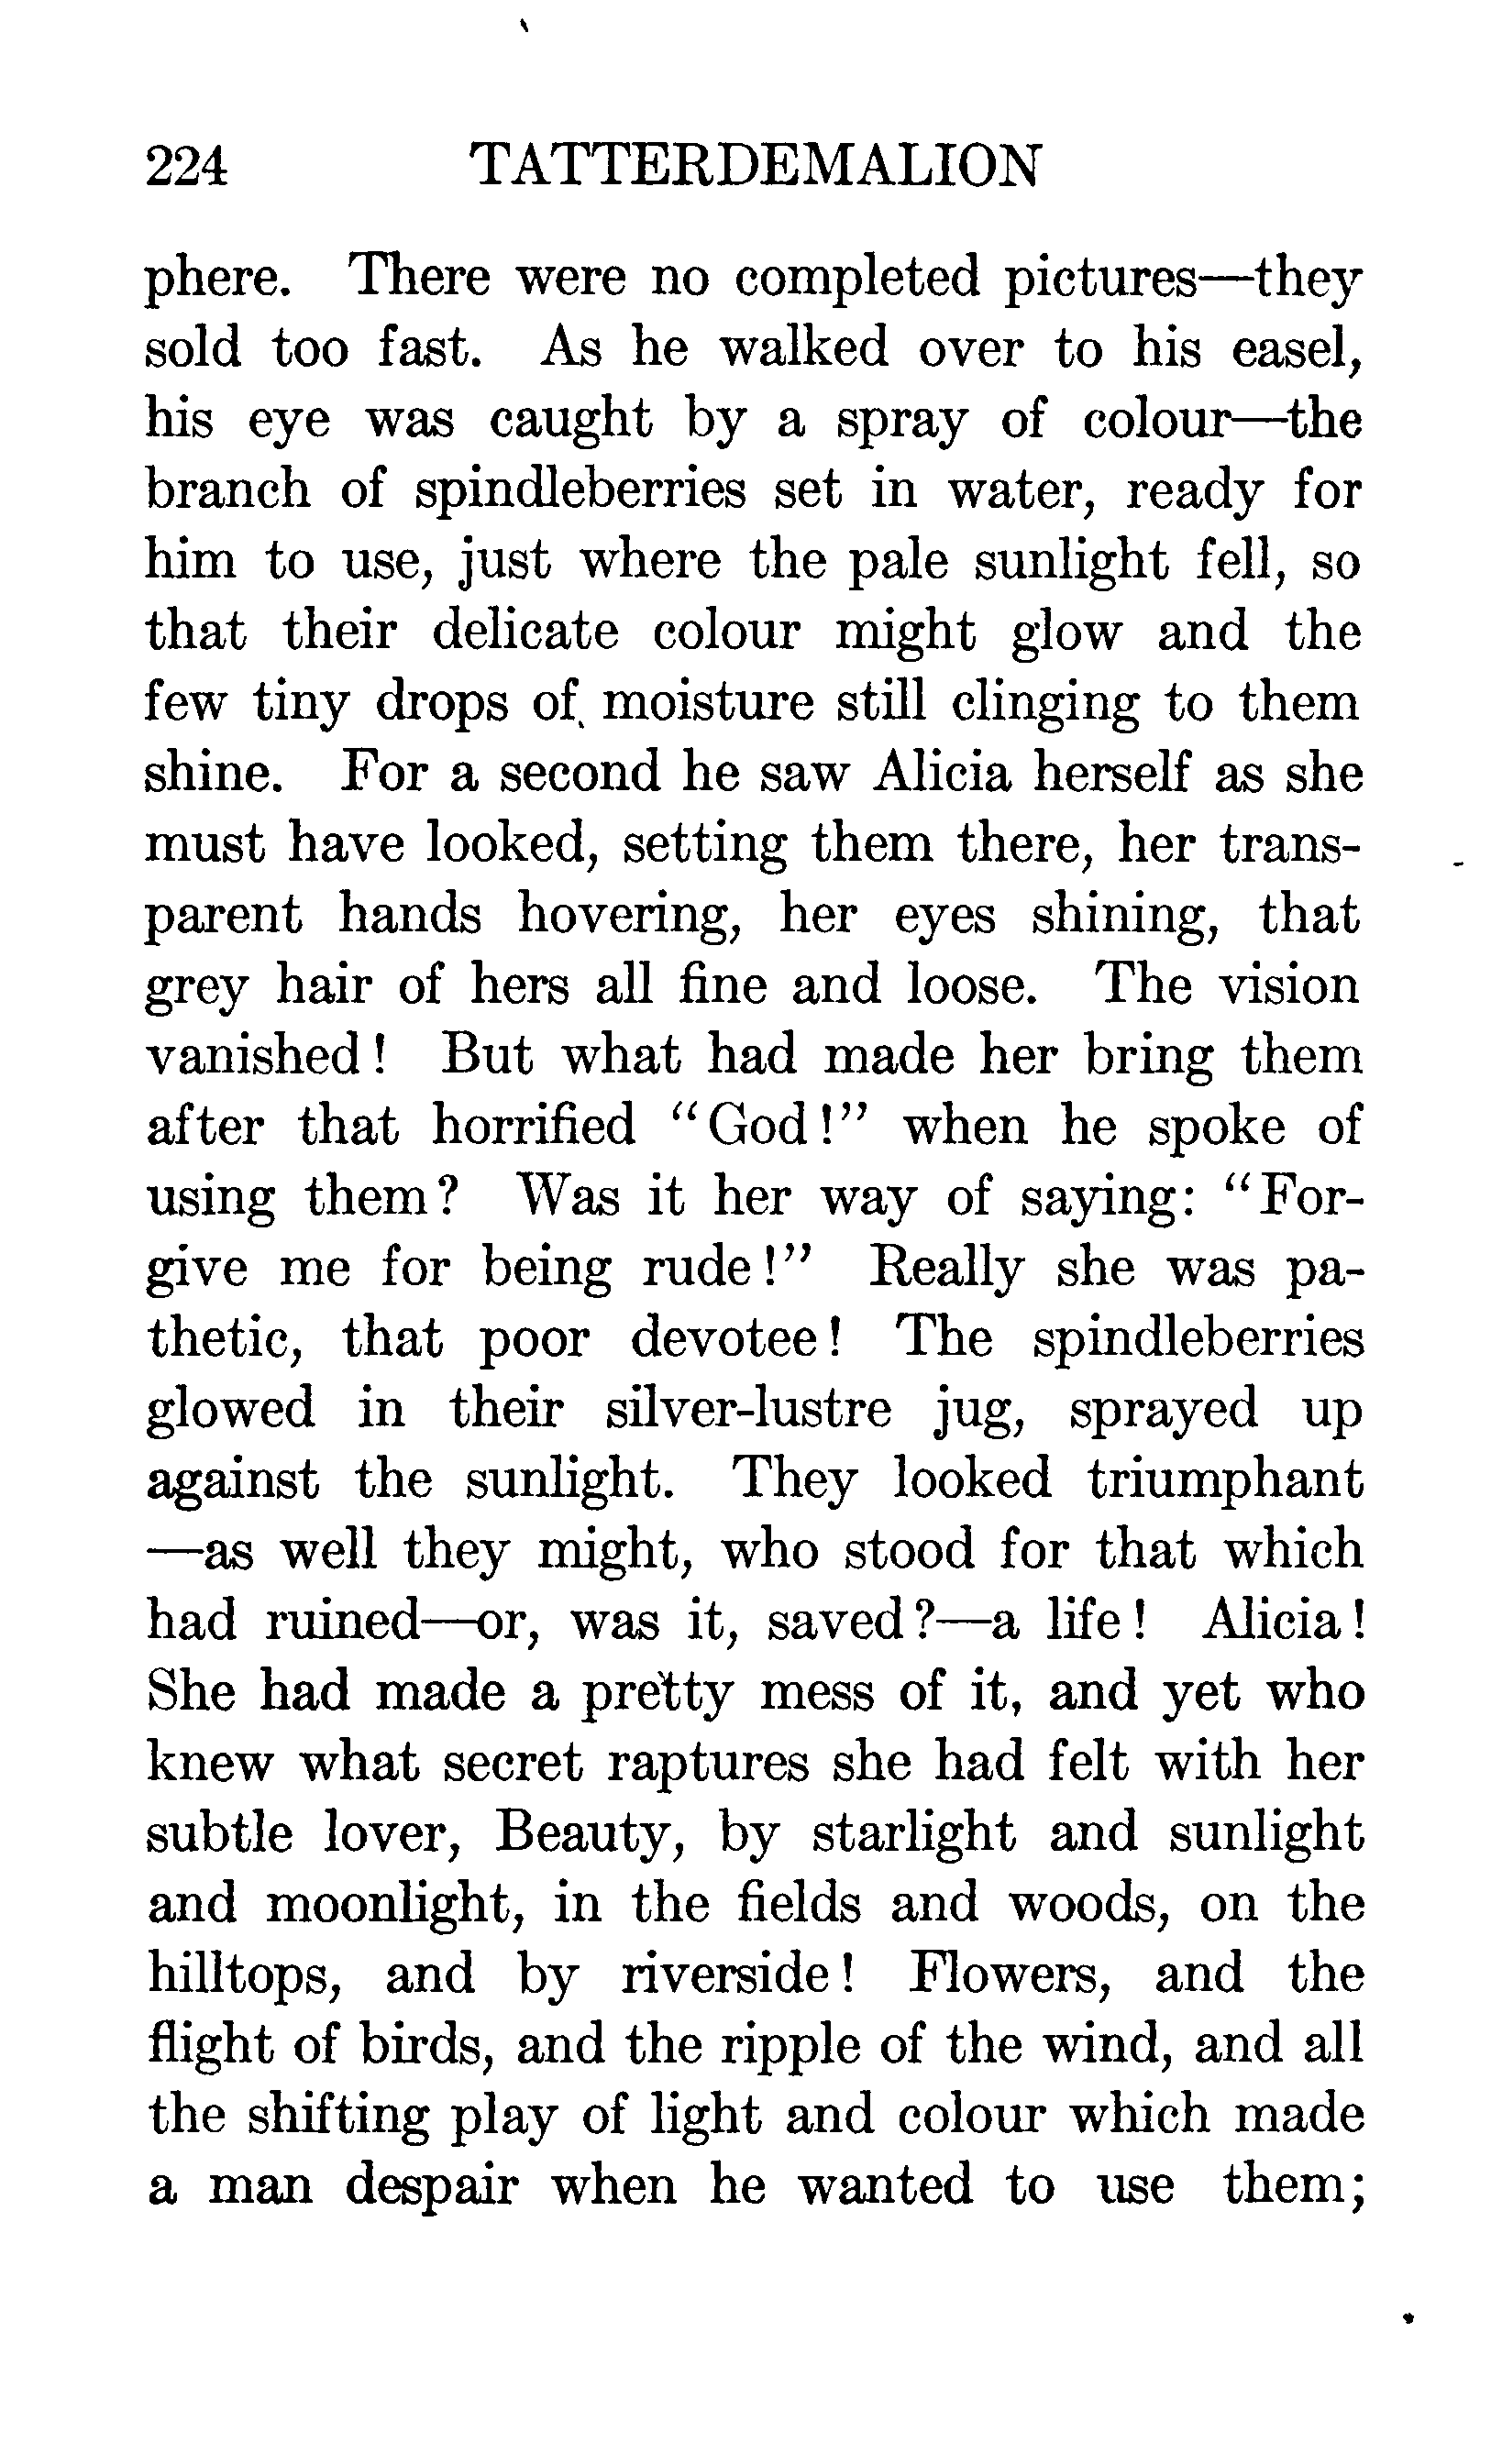 224 TATTERDEMALION
phere. There were no completed pictures—they
sold too fast. As he walked over to his easel,
his eye was caught by a spray of colour—the
branch of spindleberries set in water, ready for
him to use, just where the pale sunlight fell, so
that their delicate colour might glow and the
few tiny drops of moisture still clinging to them
shine. For a second he saw Alicia herself as she
must have looked, setting them there, her trans-
parent hands hovering, her eyes shining, that
grey hair of hers all fine and loose. The vision
vanished! But what had made her bring them
after that horrified "God!" when he spoke of
using them? Was it her way of saying: "For-
give me for being rude!" Really she was pa-
thetic, that poor devotee! The spindleberries
glowed in their silver-lustre jug, sprayed up
against the sunlight. They looked triumphant
—as well they might, who stood for that which
had ruined—or, was it, saved?—a life! Alicia!
She had made a pretty mess of it, and yet who
knew what secret raptures she had felt with her
subtle lover, Beauty, by starlight and sunlight
and moonlight, in the fields and woods, on the
hilltops, and by riverside! Flowers, and the
flight of birds, and the ripple of the wind, and all
the shifting play of light and colour which made
a man despair when he wanted to use them;